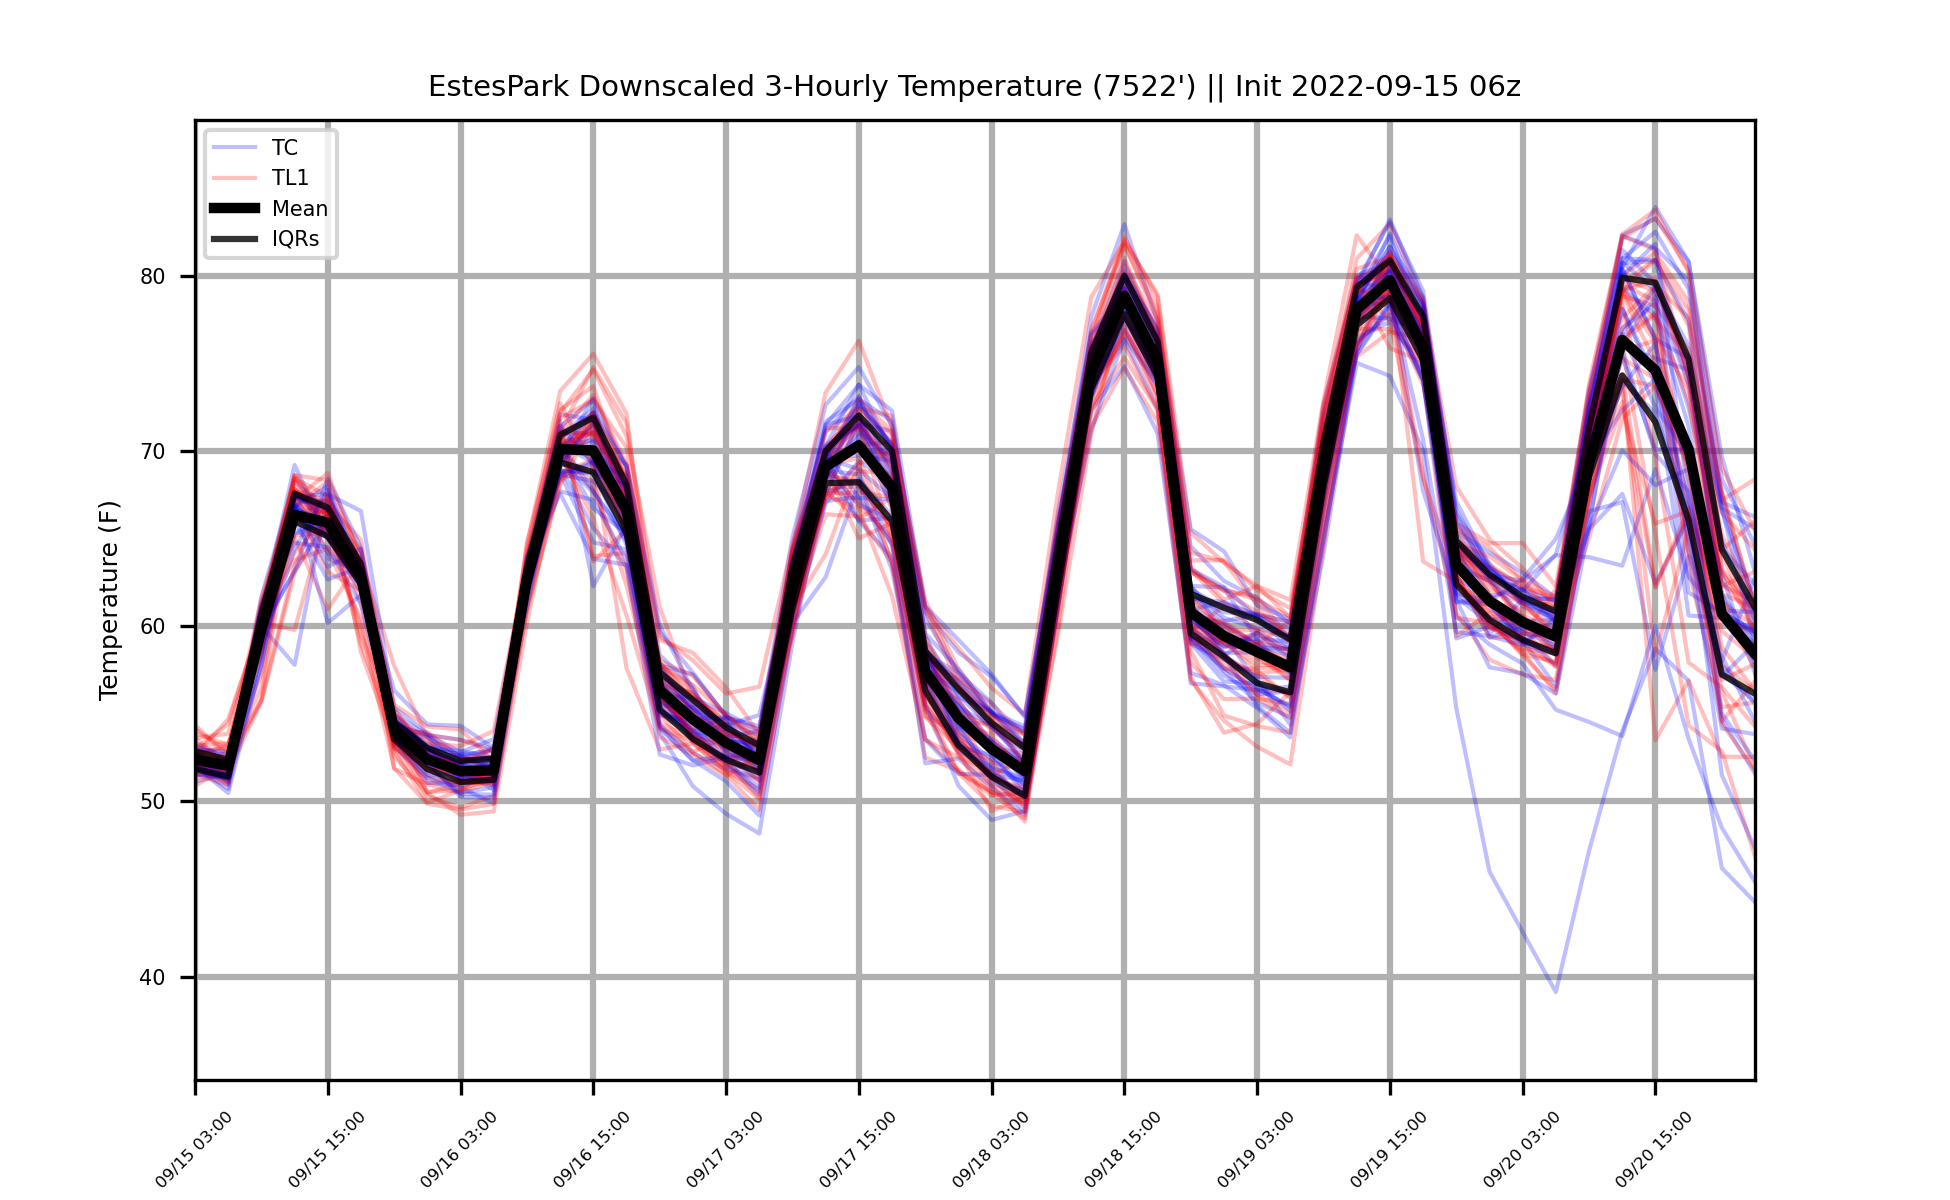 EstesPark Downscaled 3-Hourly Temperature (7522') || Init 2022-09-15 06z
TC
TL1
Mean
IQRs
Temperature (F)
80
70
60
50
40
09/15 03:00
09/15 15:00
09/16 03:00
09/16 15:00
09/17 03:00
09/17 15:00
09/18 03:00
09/18 15:00
09/19 03:00
09/19 15:00
09/20 03:00
09/20 15:00